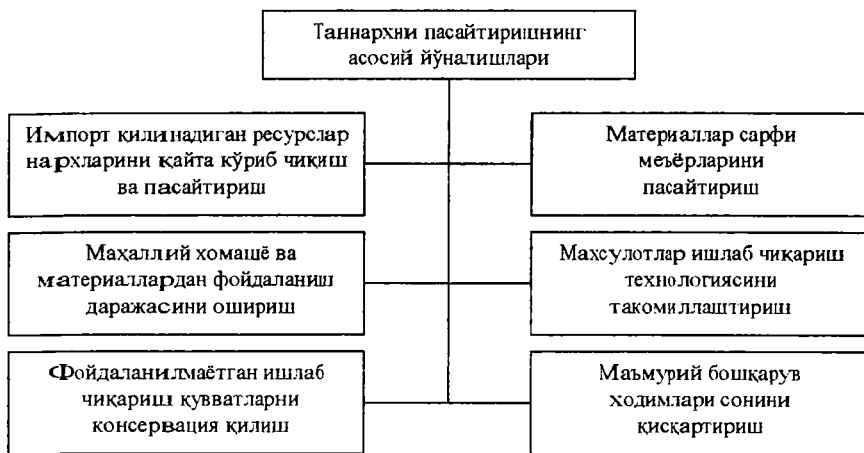 Таннархни пасайтиришнинг
асосий йўналишлари
Импорт қилинадиган ресурслар
нархларини қайта кўриб чиқиш
ва пасайтириш
Материаллар сарфи
меъёрларини
пасайтириш
Маҳаллий хомашё ва
материаллардан фойдаланиш
даражасини ошириш
Махсулотлар ишлаб чиқариш
технологиясини
такомиллаштириш
Фойдаланилмаётган ишлаб
чиқариш қувватларни
консервация қилиш
Маъмурий бошқарув
ходимлари сонини
қисқартириш